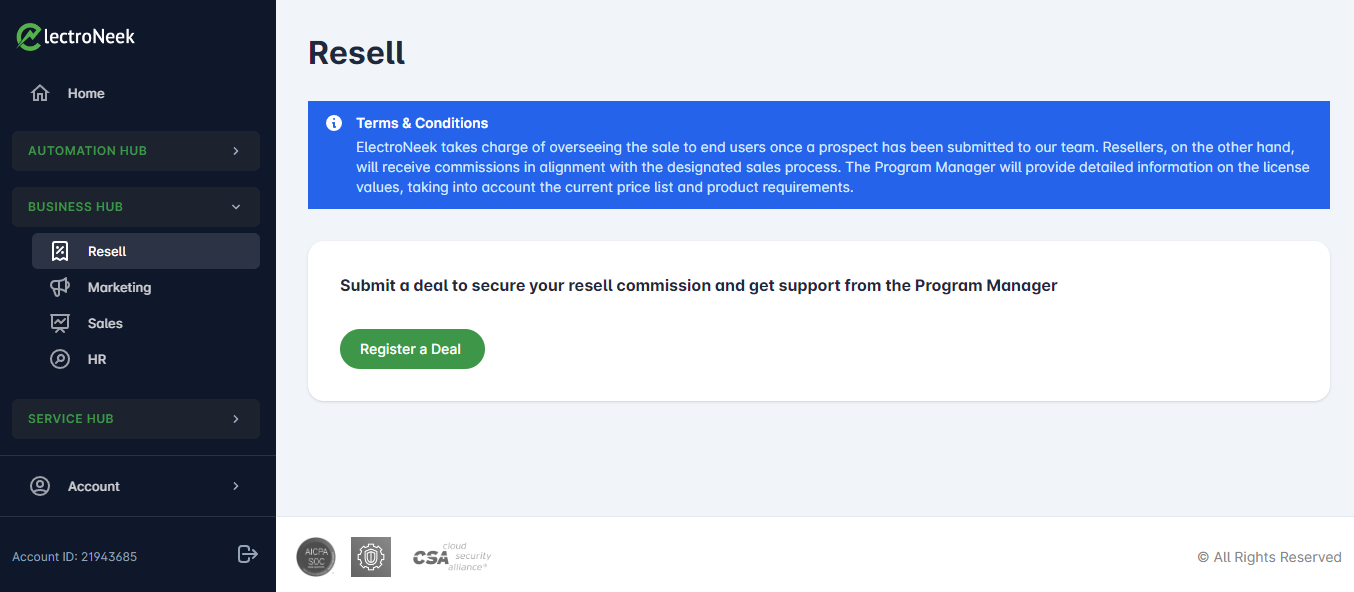 lectroNeek
Home
AUTOMATION HUB
BUSINESS HUB
Resell
Marketing
Sales
HR
SERVICE HUB
Account
Account ID: 21943685
Resell
Terms & Conditions
ElectroNeek takes charge of overseeing the sale to end users once a prospect has been submitted to our team. Resellers, on the other hand,
will receive commissions in alignment with the designated sales process. The Program Manager will provide detailed information on the license
values, taking into account the current price list and product requirements.
Submit a deal to secure your resell commission and get support from the Program Manager
Register a Deal
AICPA
SOC
CSA cloud
security
alliance®
© All Rights Reserved